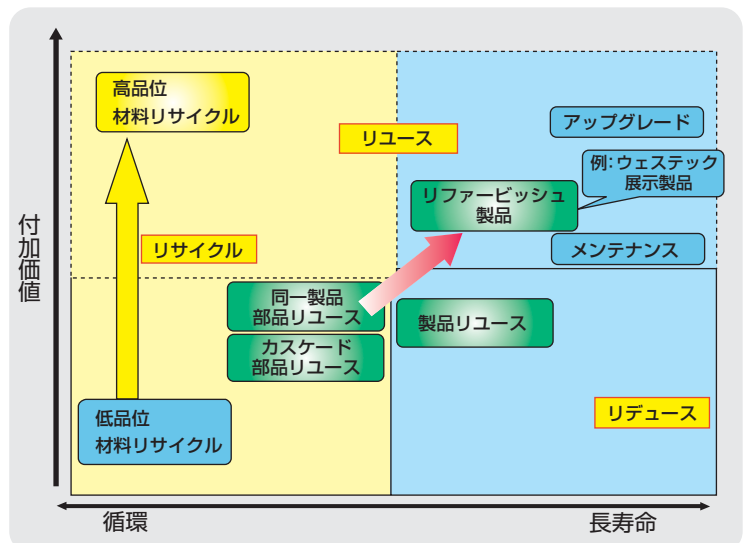 高品位
材料リサイクル
リユース
アップグレード
例:ウェステック
展示製品
リファービッシュ
製品
リサイクル
メンテナンス
付加価値
同一製品
部品リユース
製品リユース
カスケード
部品リユース
低品位
材料リサイクル
リデュース
循環
長寿命